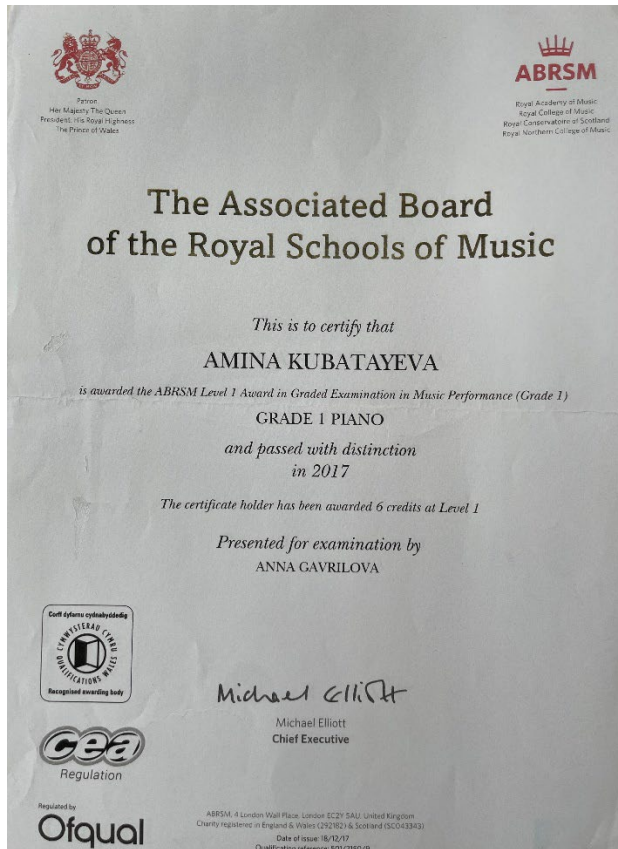 Patron
Her Majesty The Queen
President: His Royal Highness
The Prince of Wales
ABRSM
Royal Academy of Music
Royal College of Music
Royal Conservatoire of Scotland
Royal Northern College of Music
The Associated Board
of the Royal Schools of Music
This is to certify that
AMINA KUBATAYEVA
is awarded the ABRSM Level 1 Award in Graded Examination in Music Performance (Grade 1)
GRADE 1 PIANO
and passed with distinction
in 2017
The certificate holder has been awarded 6 credits at Level 1
Presented for examination by
ANNA GAVRILOVA
Corff dyfarnu cydnabyddedig
CYMWYSTERAU CYMRU
QUALIFICATIONS WALES
Recognised awarding body
Michael Elliott
Michael Elliott
Chief Executive
cea
Regulation
Regulated by
Ofqual
ABRSM, 4 London Wall Place, London EC2Y 5AU, United Kingdom
Charity registered in England & Wales (292182) & Scotland (SC043343)
Date of issue: 18/12/17
Qualification reference: